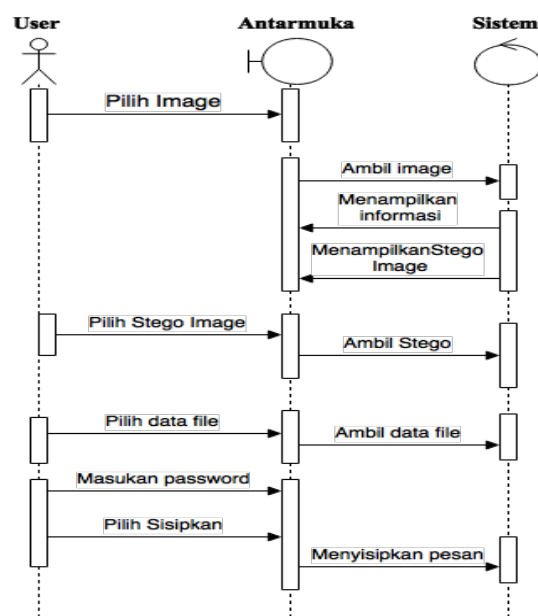 User
Antarmuka
Sistem
Pilih Image
Ambil image
Menampilkan
informasi
MenampilkanStego
Image
Pilih Stego Image
Ambil Stego
Pilih data file
Ambil data file
Masukan password
Pilih Sisipkan
Menyisipkan pesan